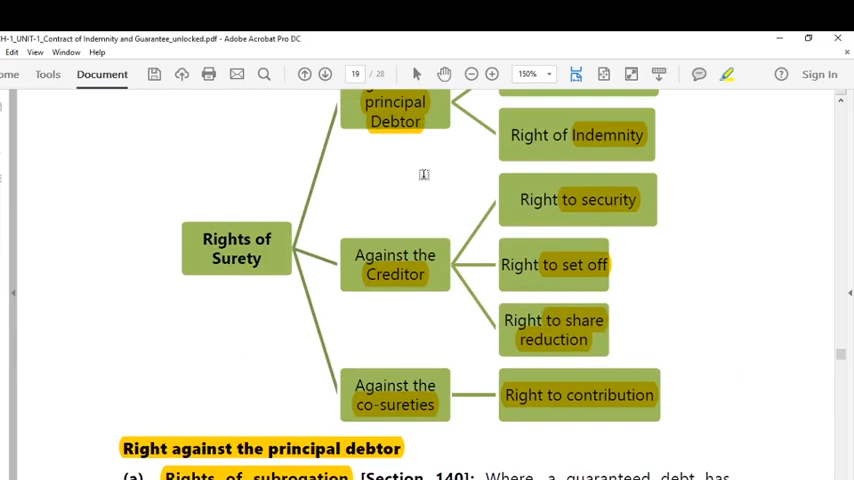 H-1_UNIT-1_Contract of Indemnity and Guarantee_unlocked.pdf - Adobe Acrobat Pro DC
Edit View Window Help
ome Tools Document 19 / 28 150% Sign In
principal
Debtor
Right of Indemnity
Right to security
Rights of
Surety
Against the
Creditor
Right to set off
Right to share
reduction
Against the
co-sureties
Right to contribution
Right against the principal debtor
(a) Rights of subrogation [Section 140]: Where a guaranteed debt has